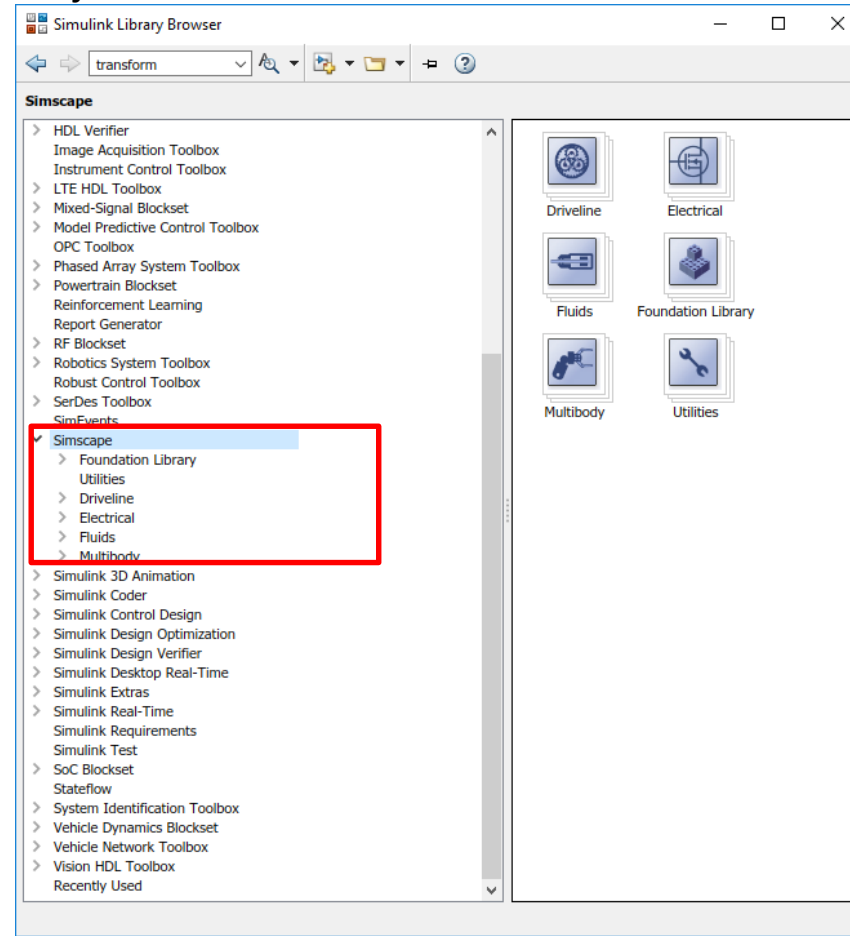 Simulink Library Browser
transform
Simscape
HDL Verifier
Image Acquisition Toolbox
Instrument Control Toolbox
LTE HDL Toolbox
Mixed-Signal Blockset
Model Predictive Control Toolbox
OPC Toolbox
Phased Array System Toolbox
Powertrain Blockset
Reinforcement Learning
Report Generator
RF Blockset
Robotics System Toolbox
Robust Control Toolbox
SerDes Toolbox
SimEvents
Simscape
Foundation Library
Utilities
Driveline
Electrical
Fluids
Multibody
Simulink 3D Animation
Simulink Coder
Simulink Control Design
Simulink Design Optimization
Simulink Design Verifier
Simulink Desktop Real-Time
Simulink Extras
Simulink Real-Time
Simulink Requirements
Simulink Test
SoC Blockset
Stateflow
System Identification Toolbox
Vehicle Dynamics Blockset
Vehicle Network Toolbox
Vision HDL Toolbox
Recently Used
Driveline Electrical
Fluids Foundation Library
Multibody Utilities